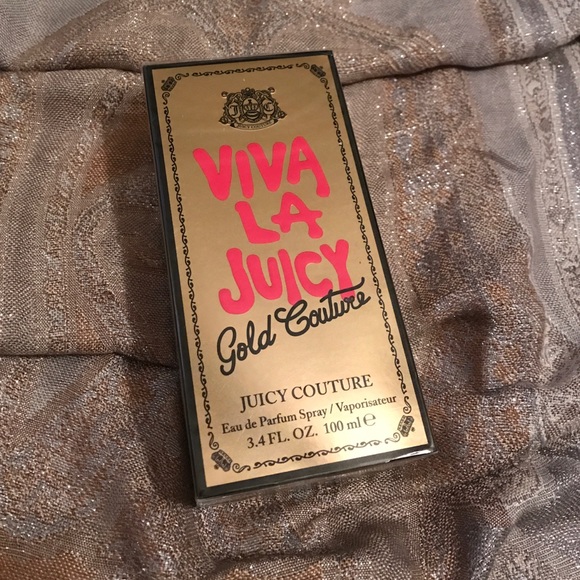 VIVA
LA
JUICY
Gold Couture
JUICY COUTURE
Eau de Parfum Spray / Vaporisateur
3.4 FL. OZ. 100 ml ℮